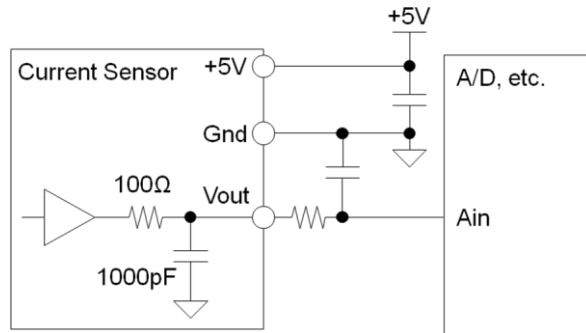 +5V
Current Sensor
+5V
A/D, etc.
Gnd
100Ω
Vout
Ain
1000pF